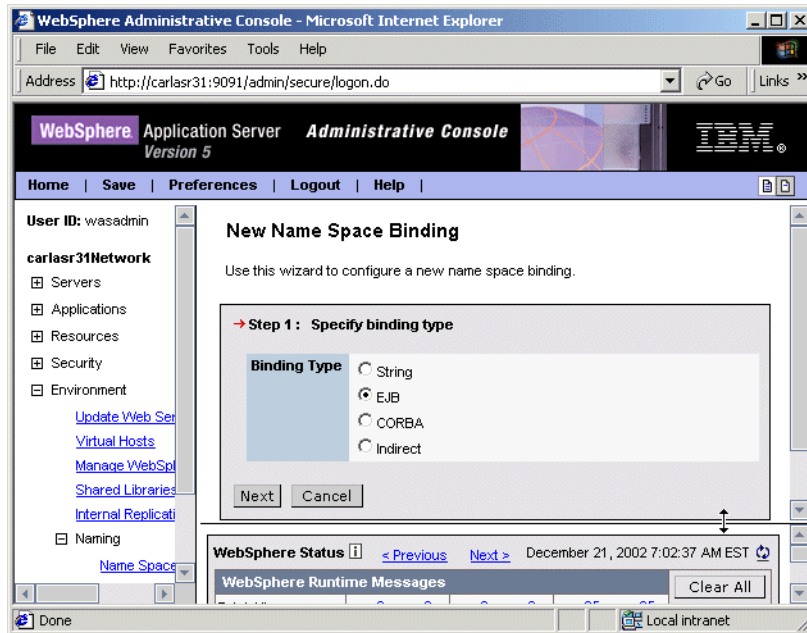 WebSphere Administrative Console - Microsoft Internet Explorer
File Edit View Favorites Tools Help
Address http://carlasr31:9091/admin/secure/logon.do Go Links »
WebSphere. Application Server Administrative Console
Version 5
IBM®
Home | Save | Preferences | Logout | Help |
User ID: wasadmin
carlasr31Network
Servers
Applications
Resources
Security
Environment
Update Web Ser
Virtual Hosts
Manage WebSpl
Shared Libraries
Internal Replicati
Naming
Name Space
New Name Space Binding
Use this wizard to configure a new name space binding.
→ Step 1 : Specify binding type
Binding Type
String
EJB
CORBA
Indirect
Next Cancel
WebSphere Status i < Previous Next > December 21, 2002 7:02:37 AM EST
WebSphere Runtime Messages Clear All
Done Local intranet